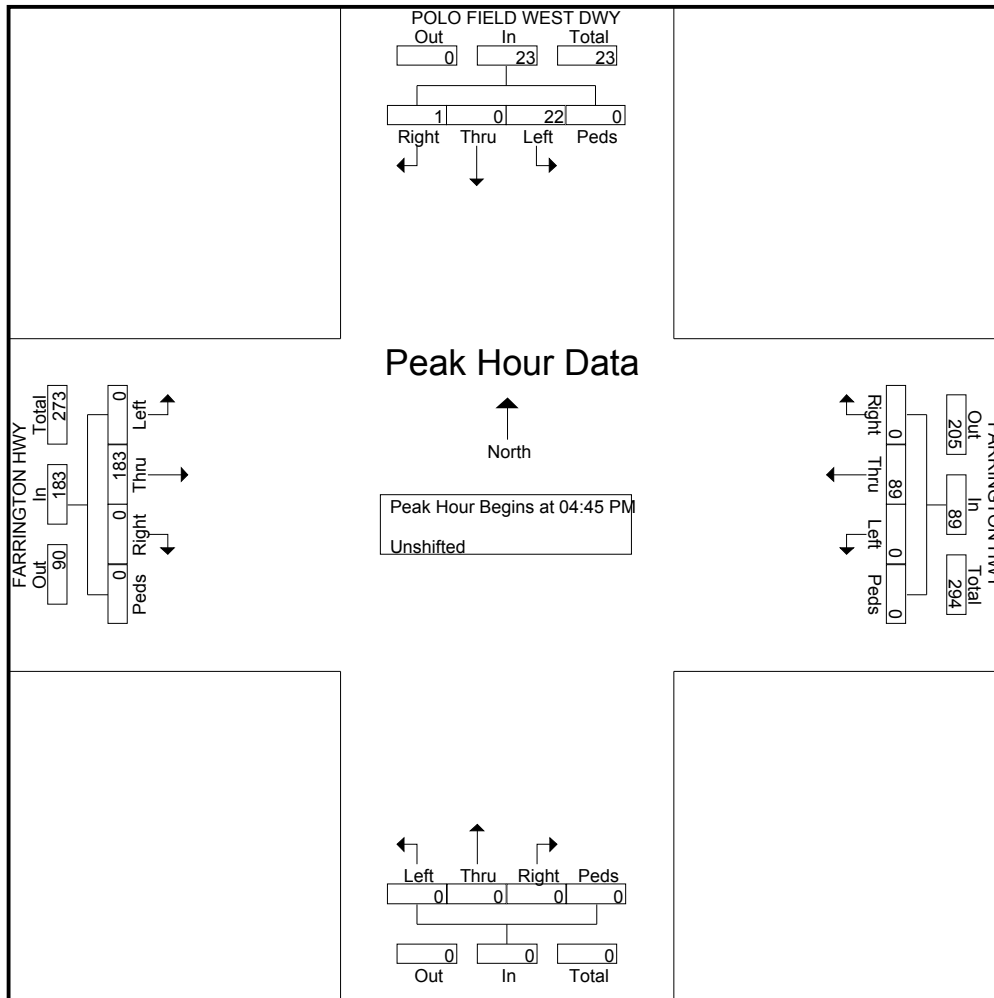 POLO FIELD WEST DWY
Out In Total
0 23 23
1 0 22 0
Right Thru Left Peds
Peak Hour Data
North
Peak Hour Begins at 04:45 PM
Unshifted
FARRINGTON HWY
Out In Total
90 183 273
0 183 0 0
Left Thru Right Peds
FARRINGTON HWY
Out In Total
205 89 294
0 89 0 0
Right Thru Left Peds
Left Thru Right Peds
0 0 0 0
0 0 0
Out In Total